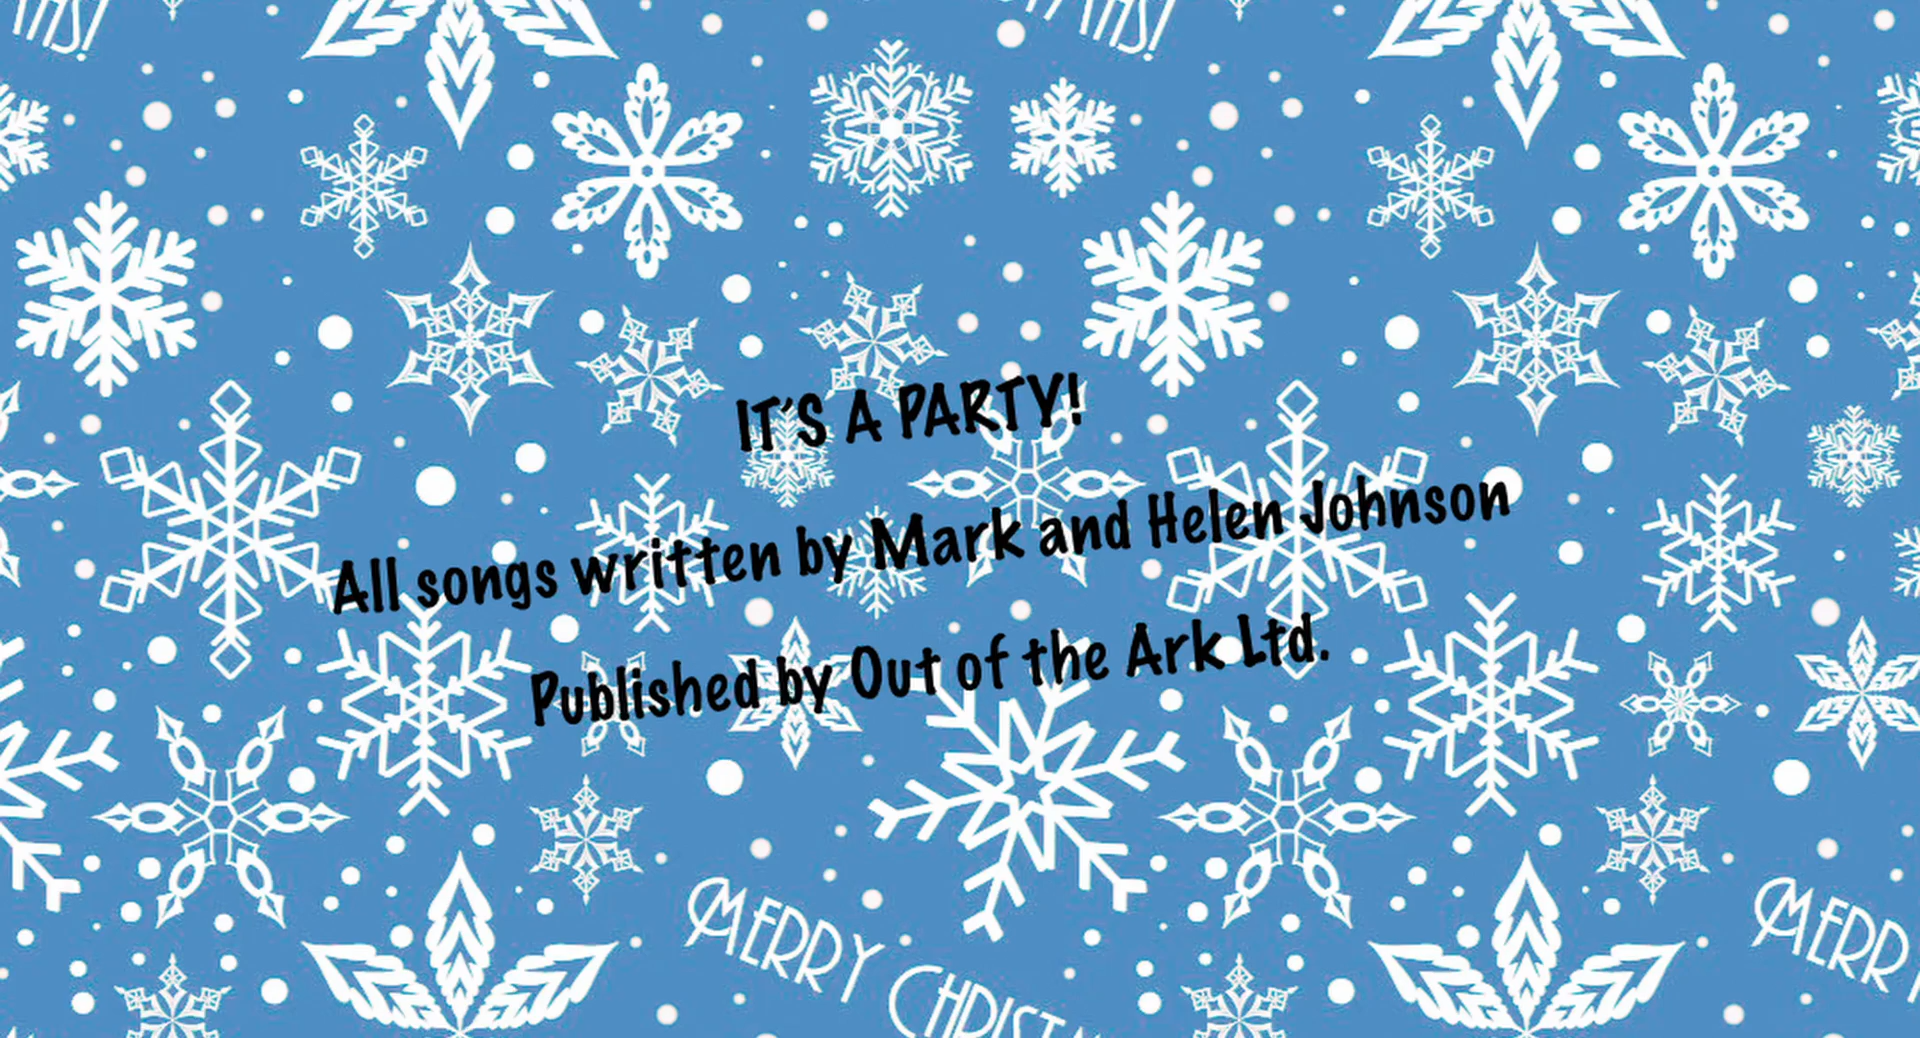 IT'S A PARTY!
All songs written by Mark and Helen Johnson
Published by Out of the Ark Ltd.
MERRY
MERRY CHRISTM